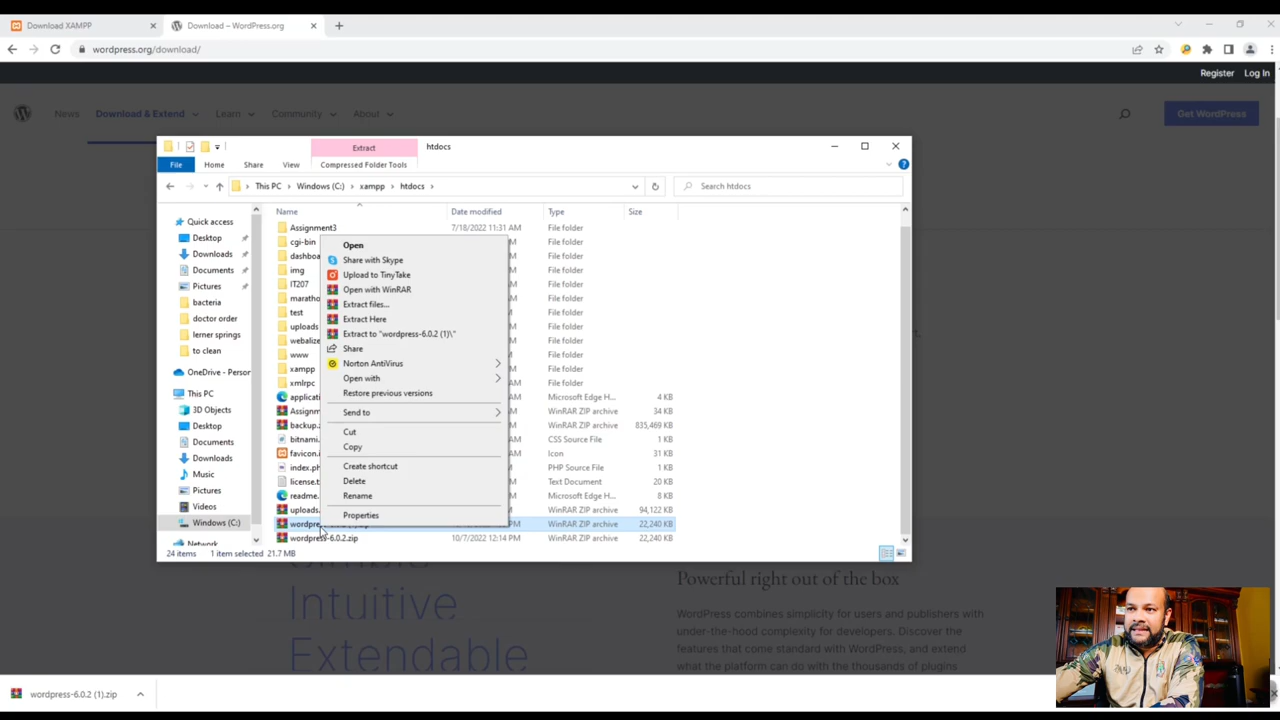 Download XAMPP
Download – WordPress.org
wordpress.org/download/
Register Log In
News Download & Extend Learn Community About Get WordPress
Extract htdocs
File Home Share View Compressed Folder Tools
This PC Windows (C:) xampp htdocs Search htdocs
Name Date modified Type Size
Quick access
Desktop
Downloads
Documents
Pictures
bacteria
doctor order
lerner springs
to clean
OneDrive - Person
This PC
3D Objects
Desktop
Documents
Downloads
Music
Pictures
Videos
Windows (C:)
Network
Assignment3 7/18/2022 11:31 AM File folder
cgi-bin File folder
dashboa File folder
img File folder
IT207 File folder
maratho File folder
test File folder
uploads File folder
webalize File folder
www File folder
xampp File folder
xmlrpc File folder
applicati Microsoft Edge H... 4 KB
Assignm WinRAR ZIP archive 34 KB
backup.z WinRAR ZIP archive 835,469 KB
bitnami. CSS Source File 1 KB
favicon.i Icon 31 KB
index.ph PHP Source File 1 KB
license.t Text Document 20 KB
readme. Microsoft Edge H... 8 KB
uploads. WinRAR ZIP archive 94,122 KB
WinRAR ZIP archive 22,240 KB
wordpress-6.0.2.zip 10/7/2022 12:14 PM WinRAR ZIP archive 22,240 KB
Open
Share with Skype
Upload to TinyTake
Open with WinRAR
Extract files...
Extract Here
Extract to "wordpress-6.0.2 (1)\"
Share
Norton AntiVirus
Open with
Restore previous versions
Send to
Cut
Copy
Create shortcut
Delete
Rename
Properties
24 items 1 item selected 21.7 MB
Simple
Intuitive
Extendable
Powerful right out of the box
WordPress combines simplicity for users and publishers with
under-the-hood complexity for developers. Discover the
features that come standard with WordPress, and extend
what the platform can do with the thousands of plugins
wordpress-6.0.2 (1).zip